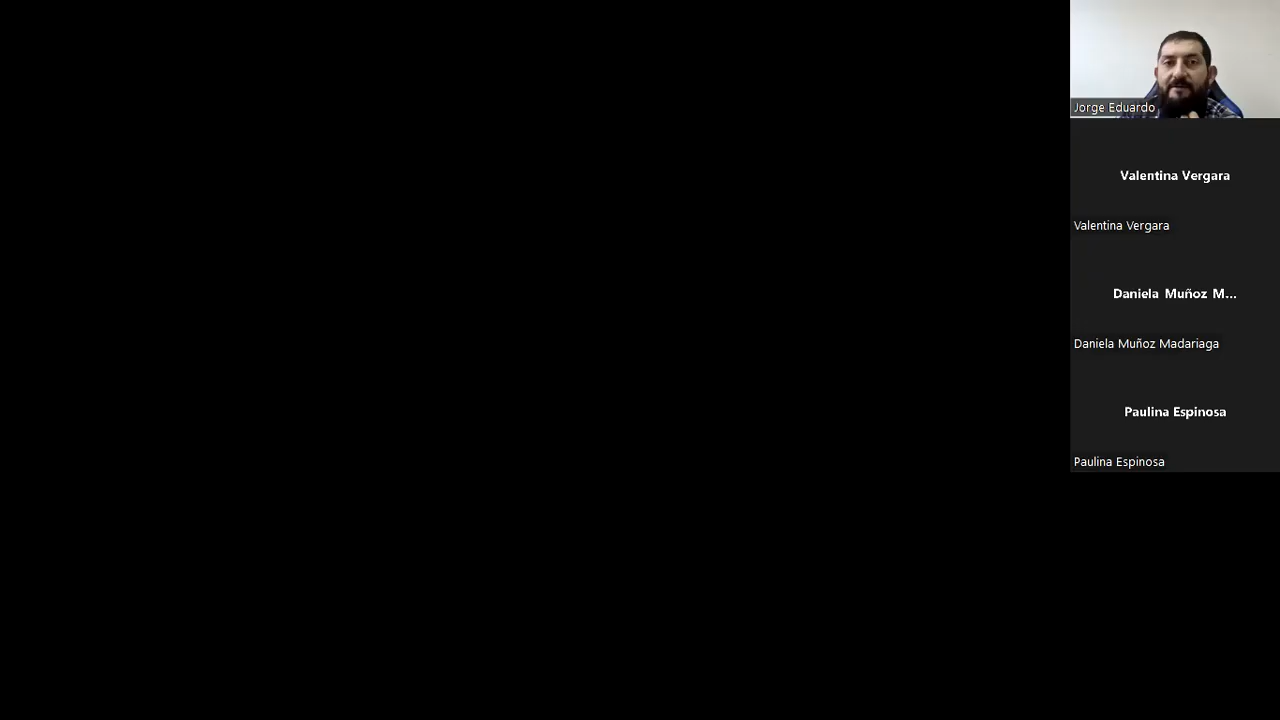 Jorge Eduardo
Valentina Vergara
Valentina Vergara
Daniela Muñoz M...
Daniela Muñoz Madariaga
Paulina Espinosa
Paulina Espinosa